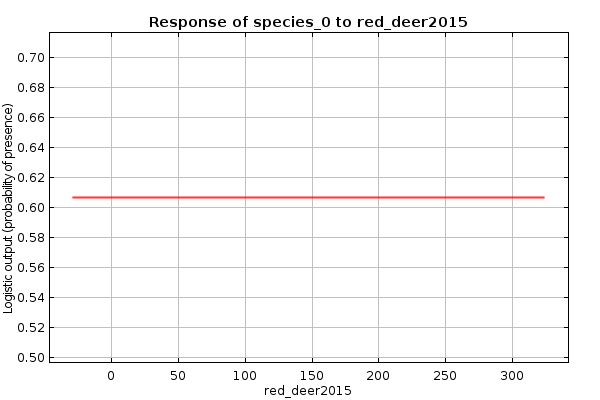 Response of species_0 to red_deer2015
Logistic output (probability of presence)
0.70
0.68
0.66
0.64
0.62
0.60
0.58
0.56
0.54
0.52
0.50
0 50 100 150 200 250 300
red_deer2015